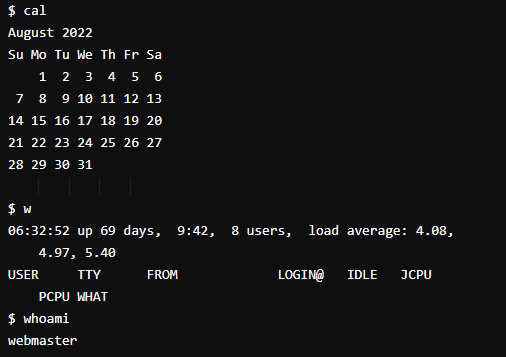 $ cal
August 2022
Su Mo Tu We Th Fr Sa
    1  2  3  4  5  6
 7  8  9 10 11 12 13
14 15 16 17 18 19 20
21 22 23 24 25 26 27
28 29 30 31
$ w
06:32:52 up 69 days,  9:42,  8 users,  load average: 4.08,
    4.97, 5.40
USER     TTY      FROM             LOGIN@   IDLE   JCPU
    PCPU WHAT
$ whoami
webmaster